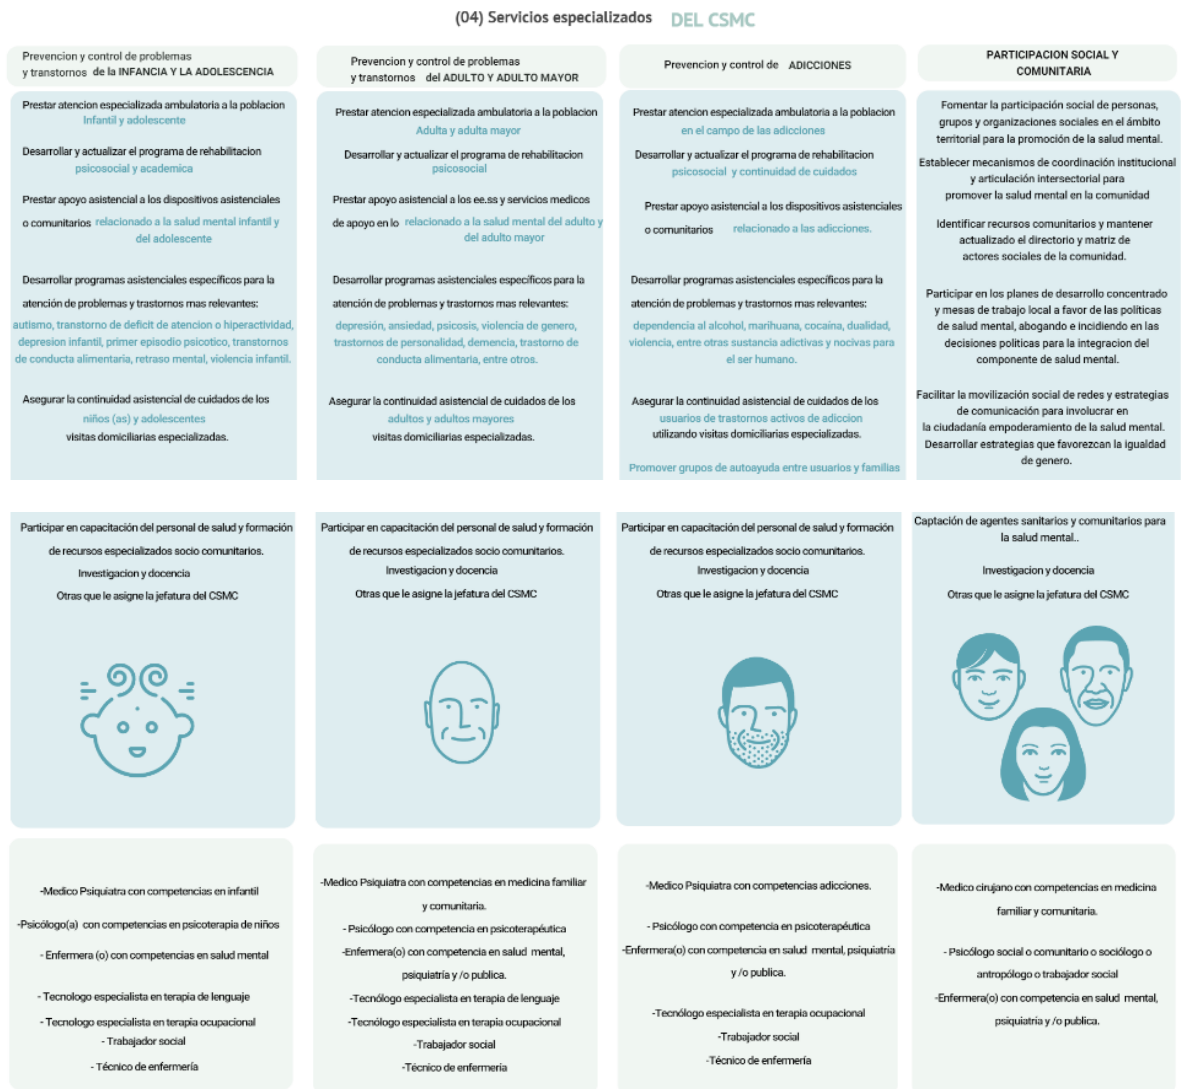 (04) Servicios especializados DEL CSMC
Prevencion y control de problemas
y transtornos de la INFANCIA Y LA ADOLESCENCIA
Prestar atencion especializada ambulatoria a la poblacion
Infantil y adolescente
Desarrollar y actualizar el programa de rehabilitacion
psicosocial y academica
Prestar apoyo asistencial a los dispositivos asistenciales
o comunitarios relacionado a la salud mental infantil y
del adolescente
Desarrollar programas asistenciales específicos para la
atención de problemas y trastornos mas relevantes:
autismo, transtorno de deficit de atencion o hiperactividad,
depresion infantil, primer episodio psicotico, transtornos
de conducta alimentaria, retraso mental, violencia infantil.
Asegurar la continuidad asistencial de cuidados de los
niños (as) y adolescentes
visitas domiciliarias especializadas.
Participar en capacitación del personal de salud y formación
de recursos especializados socio comunitarios.
Investigacion y docencia
Otras que le asigne la jefatura del CSMC
-Medico Psiquiatra con competencias en infantil
-Psicólogo(a) con competencias en psicoterapia de niños
- Enfermera (o) con competencias en salud mental
- Tecnologo especialista en terapia de lenguaje
- Tecnologo especialista en terapia ocupacional
- Trabajador social
- Técnico de enfermería
Prevencion y control de problemas
y transtornos del ADULTO Y ADULTO MAYOR
Prestar atencion especializada ambulatoria a la poblacion
Adulta y adulta mayor
Desarrollar y actualizar el programa de rehabilitacion
psicosocial
Prestar apoyo asistencial a los ee.ss y servicios medicos
de apoyo en lo relacionado a la salud mental del adulto y
del adulto mayor
Desarrollar programas asistenciales específicos para la
atención de problemas y trastornos mas relevantes:
depresión, ansiedad, psicosis, violencia de genero,
trastornos de personalidad, demencia, trastorno de
conducta alimentaria, entre otros.
Asegurar la continuidad asistencial de cuidados de los
adultos y adultos mayores
visitas domiciliarias especializadas.
Participar en capacitación del personal de salud y formación
de recursos especializados socio comunitarios.
Investigacion y docencia
Otras que le asigne la jefatura del CSMC
-Medico Psiquiatra con competencias en medicina familiar
y comunitaria.
- Psicólogo con competencia en psicoterapéutica
-Enfermera(o) con competencia en salud mental,
psiquiatría y /o publica.
-Tecnólogo especialista en terapia de lenguaje
-Tecnólogo especialista en terapia ocupacional
-Trabajador social
-Técnico de enfermería
Prevencion y control de ADICCIONES
Prestar atencion especializada ambulatoria a la poblacion
en el campo de las adicciones
Desarrollar y actualizar el programa de rehabilitacion
psicosocial y continuidad de cuidados
Prestar apoyo asistencial a los dispositivos asistenciales
o comunitarios relacionado a las adicciones.
Desarrollar programas asistenciales específicos para la
atención de problemas y trastornos mas relevantes:
dependencia al alcohol, marihuana, cocaína, dualidad,
violencia, entre otras sustancia adictivas y nocivas para
el ser humano.
Asegurar la continuidad asistencial de cuidados de los
usuarios de trastornos activos de adiccion
utilizando visitas domiciliarias especializadas.
Promover grupos de autoayuda entre usuarios y familias
Participar en capacitación del personal de salud y formación
de recursos especializados socio comunitarios.
Investigacion y docencia
Otras que le asigne la jefatura del CSMC
-Medico Psiquiatra con competencias adicciones.
- Psicólogo con competencia en psicoterapéutica
-Enfermera(o) con competencia en salud mental, psiquiatría
y /o publica.
-Tecnólogo especialista en terapia ocupacional
-Trabajador social
-Técnico de enfermería
PARTICIPACION SOCIAL Y
COMUNITARIA
Fomentar la participación social de personas,
grupos y organizaciones sociales en el ámbito
territorial para la promoción de la salud mental.
Establecer mecanismos de coordinación institucional
y articulación intersectorial para
promover la salud mental en la comunidad
Identificar recursos comunitarios y mantener
actualizado el directorio y matriz de
actores sociales de la comunidad.
Participar en los planes de desarrollo concentrado
y mesas de trabajo local a favor de las políticas
de salud mental, abogando e incidiendo en las
decisiones politicas para la integracion del
componente de salud mental.
Facilitar la movilización social de redes y estrategias
de comunicación para involucrar en
la ciudadanía empoderamiento de la salud mental.
Desarrollar estrategias que favorezcan la igualdad
de genero.
Captación de agentes sanitarios y comunitarios para
la salud mental..
Investigacion y docencia
Otras que le asigne la jefatura del CSMC
-Medico cirujano con competencias en medicina
familiar y comunitaria.
- Psicólogo social o comunitario o sociólogo o
antropólogo o trabajador social
-Enfermera(o) con competencia en salud mental,
psiquiatría y /o publica.